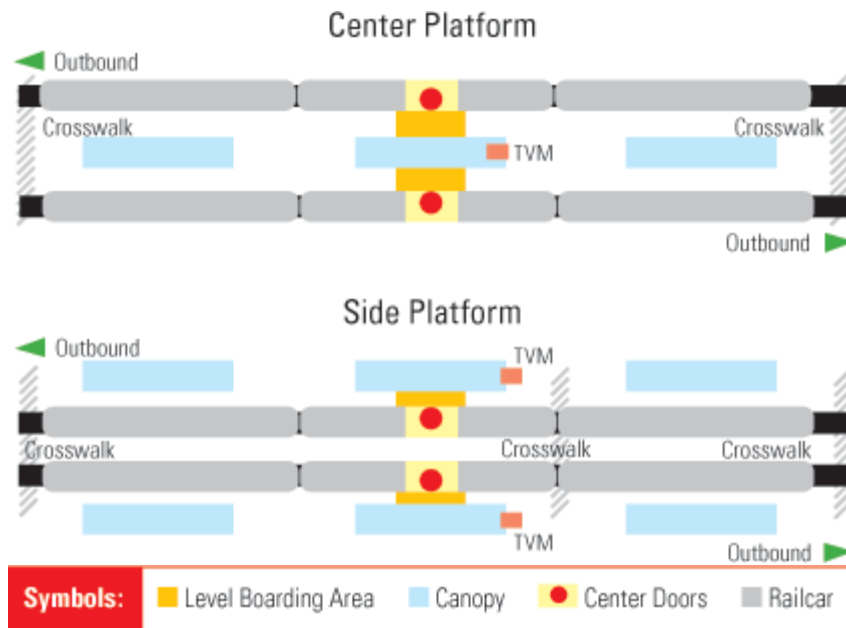 Center Platform
Outbound
Crosswalk
Crosswalk
TVM
Outbound
Side Platform
Outbound
TVM
Crosswalk
Crosswalk
Crosswalk
TVM
Outbound
Symbols: Level Boarding Area Canopy Center Doors Railcar